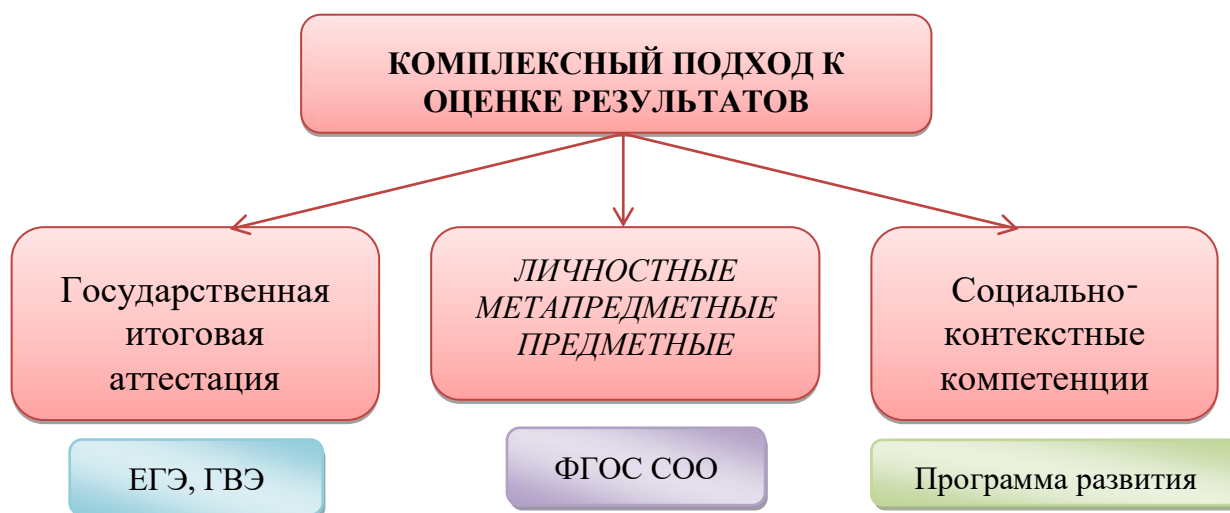 КОМПЛЕКСНЫЙ ПОДХОД К
ОЦЕНКЕ РЕЗУЛЬТАТОВ
Государственная
итоговая
аттестация
ЛИЧНОСТНЫЕ
МЕТАПРЕДМЕТНЫЕ
ПРЕДМЕТНЫЕ
Социально-
контекстные
компетенции
ЕГЭ, ГВЭ
ФГОС СОО
Программа развития